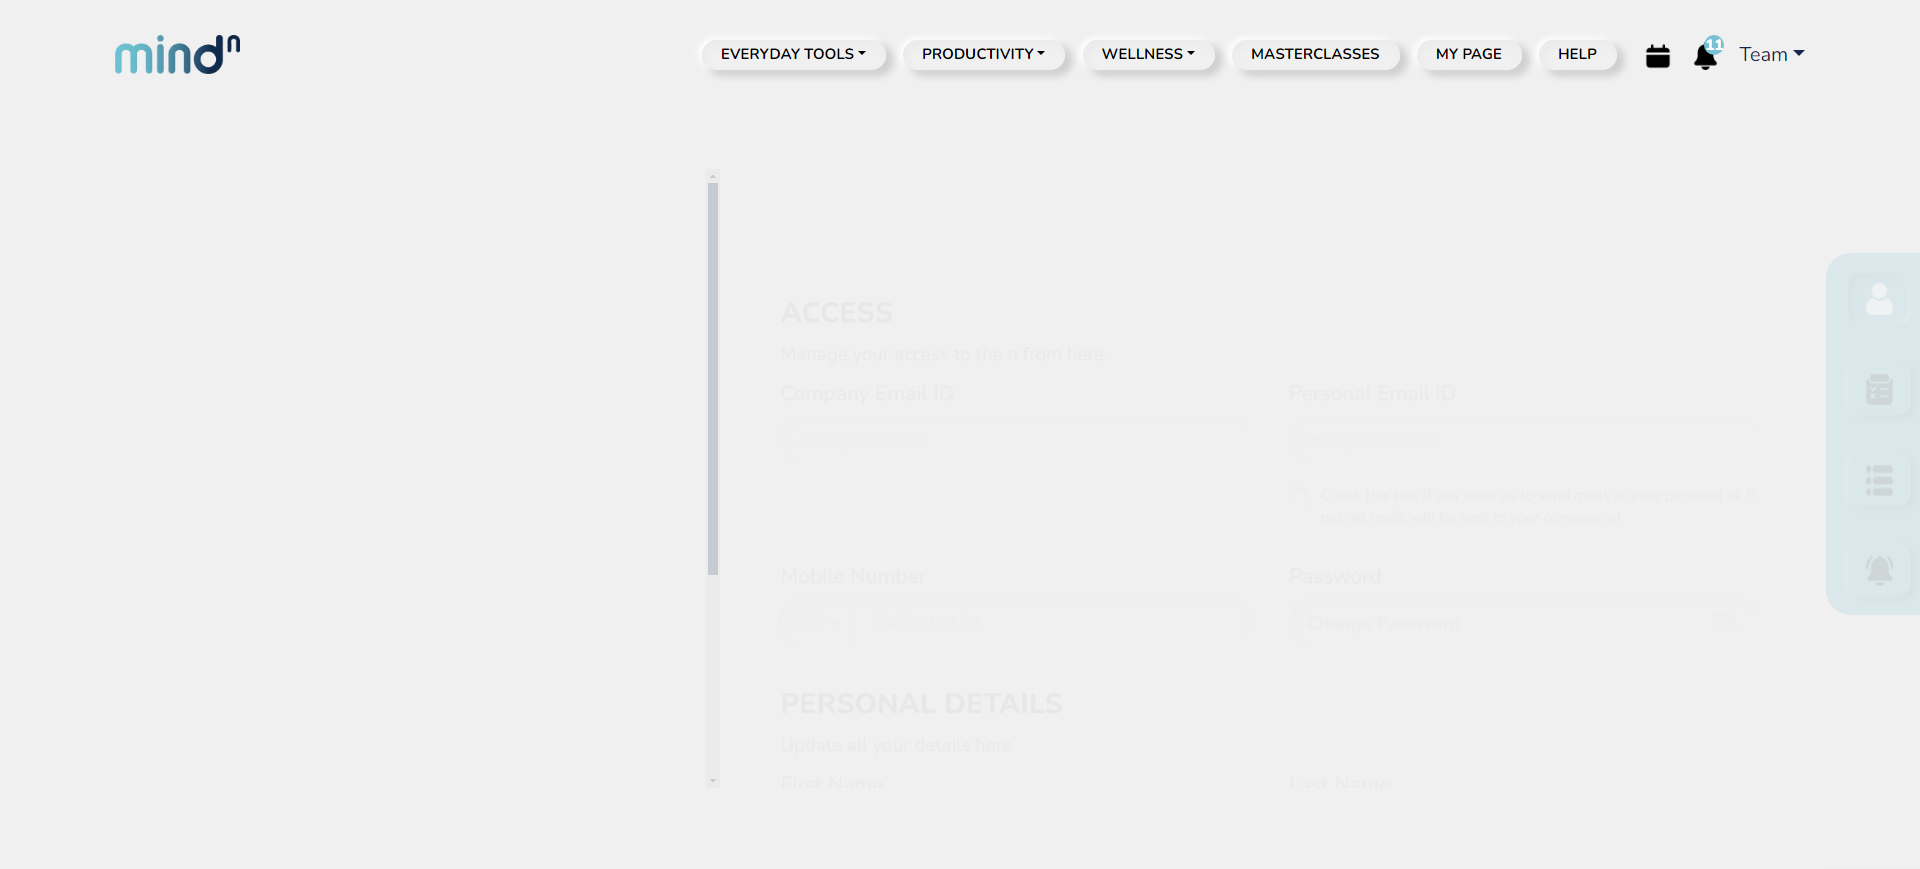 mind n
EVERYDAY TOOLS PRODUCTIVITY WELLNESS MASTERCLASSES MY PAGE HELP 11 Team
ACCESS
Manage your access to the n from here.
Company Email ID Personal Email ID
Check this box if you want us to send mails to your personal id. If
not, all mails will be sent to your company id
Mobile Number Password
Change Password
PERSONAL DETAILS
Update all your details here
First Name Last Name